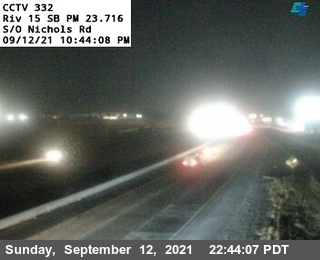 CCTV 332
Riv 15 SB PM 23.716
S/O Nichols Rd
09/12/21 10:44:08 PM
Sunday, September 12, 2021 22:44:07 PDT